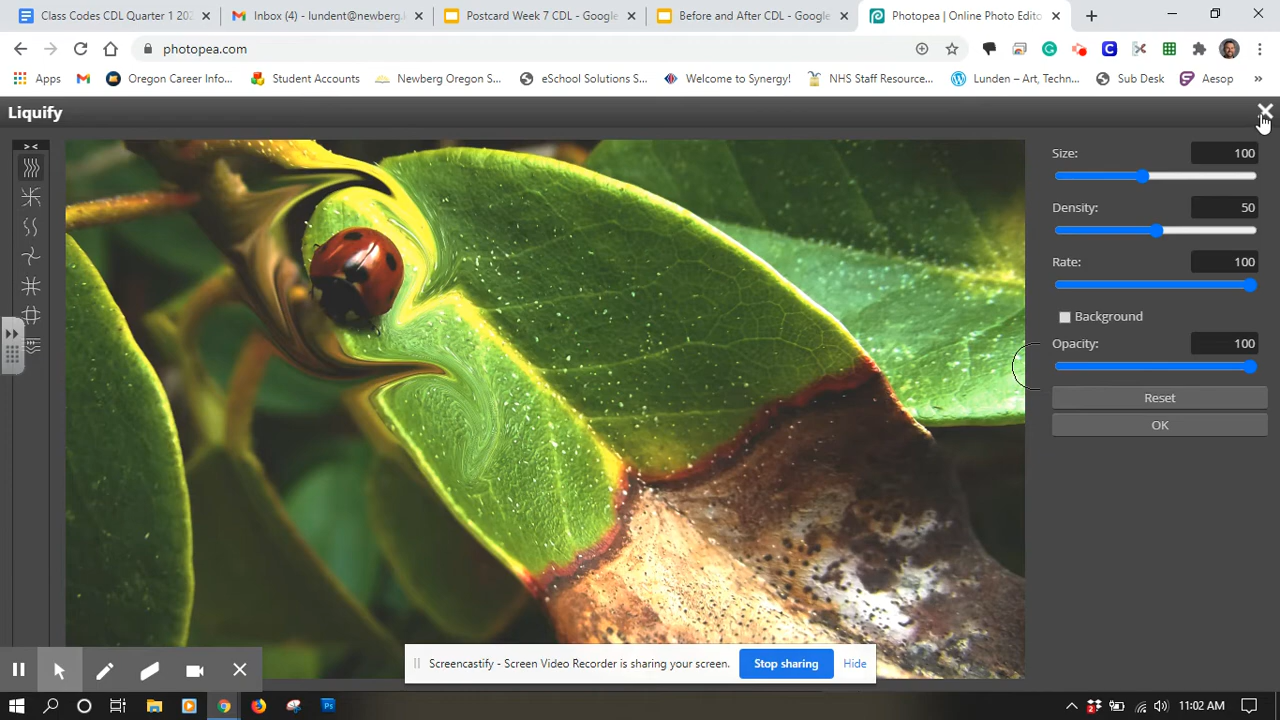 Class Codes CDL Quarter 1 202
Inbox (4) - lundent@newberg.
Postcard Week 7 CDL - Google
Before and After CDL - Google
Photopea | Online Photo Edito
photopea.com
Apps
Oregon Career Info...
Student Accounts
Newberg Oregon S...
eSchool Solutions S...
Welcome to Synergy!
NHS Staff Resource...
Lunden – Art, Techn...
Sub Desk
Aesop
Liquify
Size: 100
Density: 50
Rate: 100
Background
Opacity: 100
Reset
OK
Screencastify - Screen Video Recorder is sharing your screen.
Stop sharing
Hide
11:02 AM